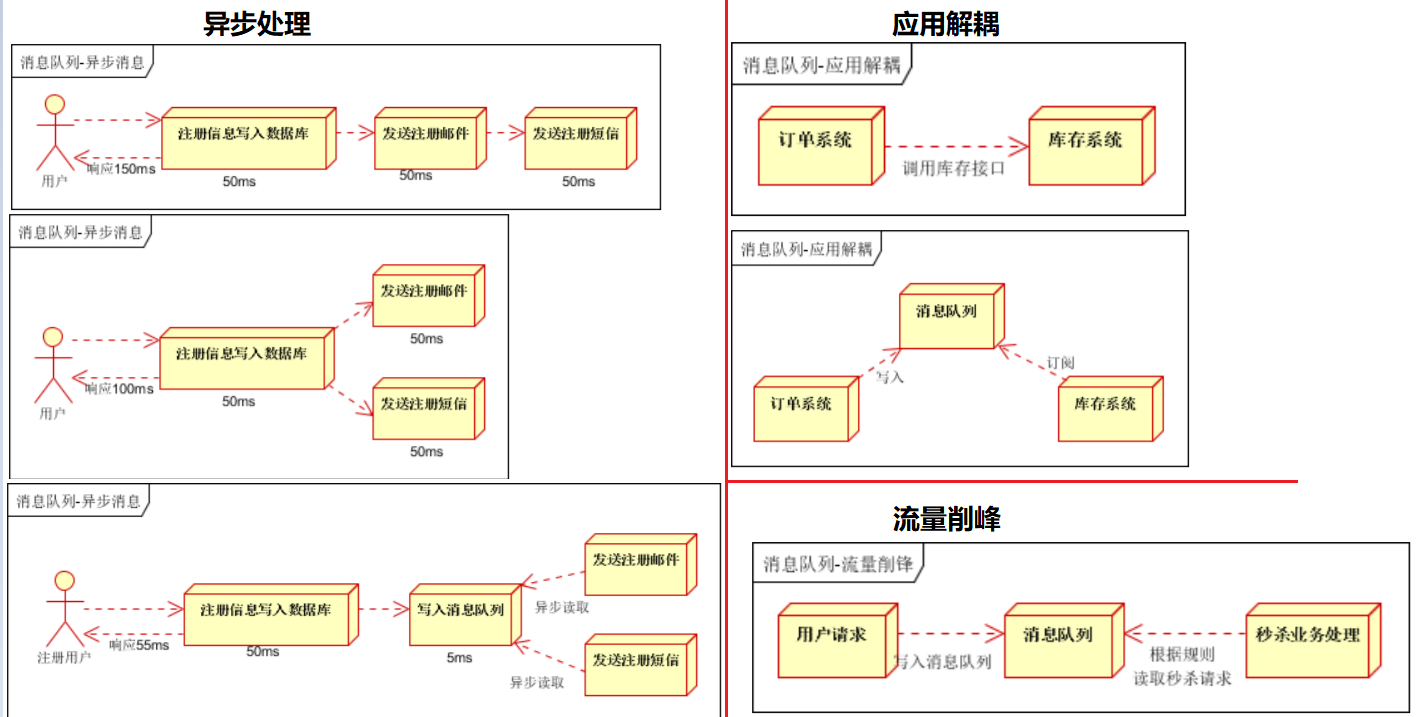 异步处理
消息队列-异步消息
注册信息写入数据库
发送注册邮件
发送注册短信
响应150ms
用户
50ms
50ms
50ms
消息队列-异步消息
发送注册邮件
50ms
注册信息写入数据库
响应100ms
用户
50ms
发送注册短信
50ms
消息队列-异步消息
发送注册邮件
异步读取
注册信息写入数据库
写入消息队列
响应55ms
注册用户
50ms
5ms
发送注册短信
异步读取
应用解耦
消息队列-应用解耦
订单系统
库存系统
调用库存接口
消息队列-应用解耦
消息队列
写入
订阅
订单系统
库存系统
流量削峰
消息队列-流量削锋
用户请求
消息队列
秒杀业务处理
写入消息队列
根据规则
读取秒杀请求